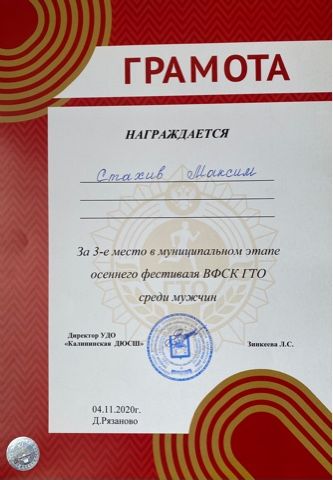 ГРАМОТА
НАГРАЖДАЕТСЯ
Стахив Максим
За 3-е место в муниципальном этапе
осеннего фестиваля ВФСК ГТО
среди мужчин
Директор УДО
«Калининская ДЮСШ»
Зинкеева Л.С.
04.11.2020г.
Д.Рязаново
ГТО